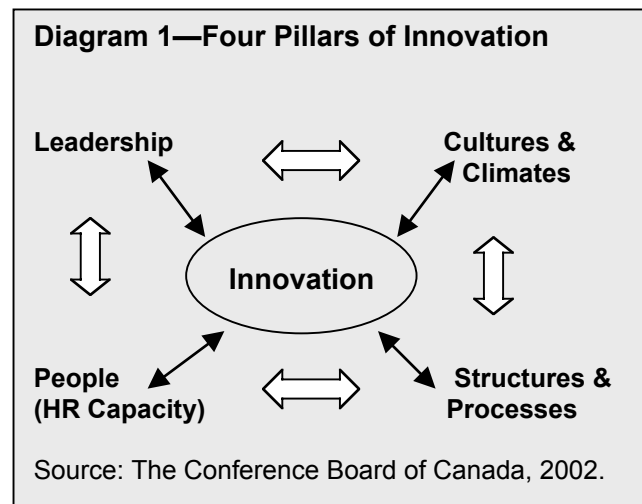 Diagram 1—Four Pillars of Innovation
Leadership
Cultures &
Climates
Innovation
People
(HR Capacity)
Structures &
Processes
Source: The Conference Board of Canada, 2002.